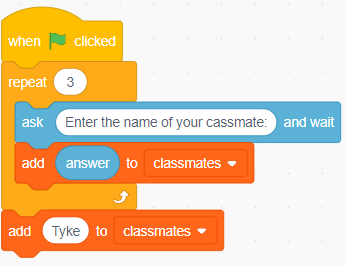 when clicked
repeat 3
ask Enter the name of your cassmate: and wait
add answer to classmates
add Tyke to classmates